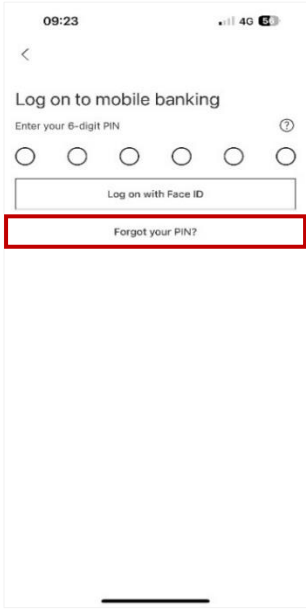 09:23
4G 50
Log on to mobile banking
Enter your 6-digit PIN
?
Log on with Face ID
Forgot your PIN?